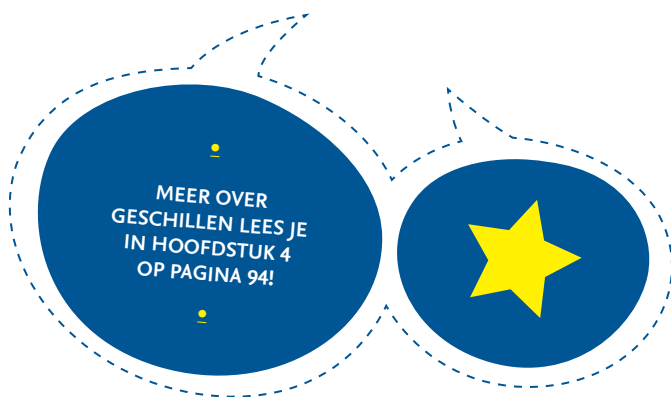 MEER OVER
GESCHILLEN LEES JE
IN HOOFDSTUK 4
OP PAGINA 94!